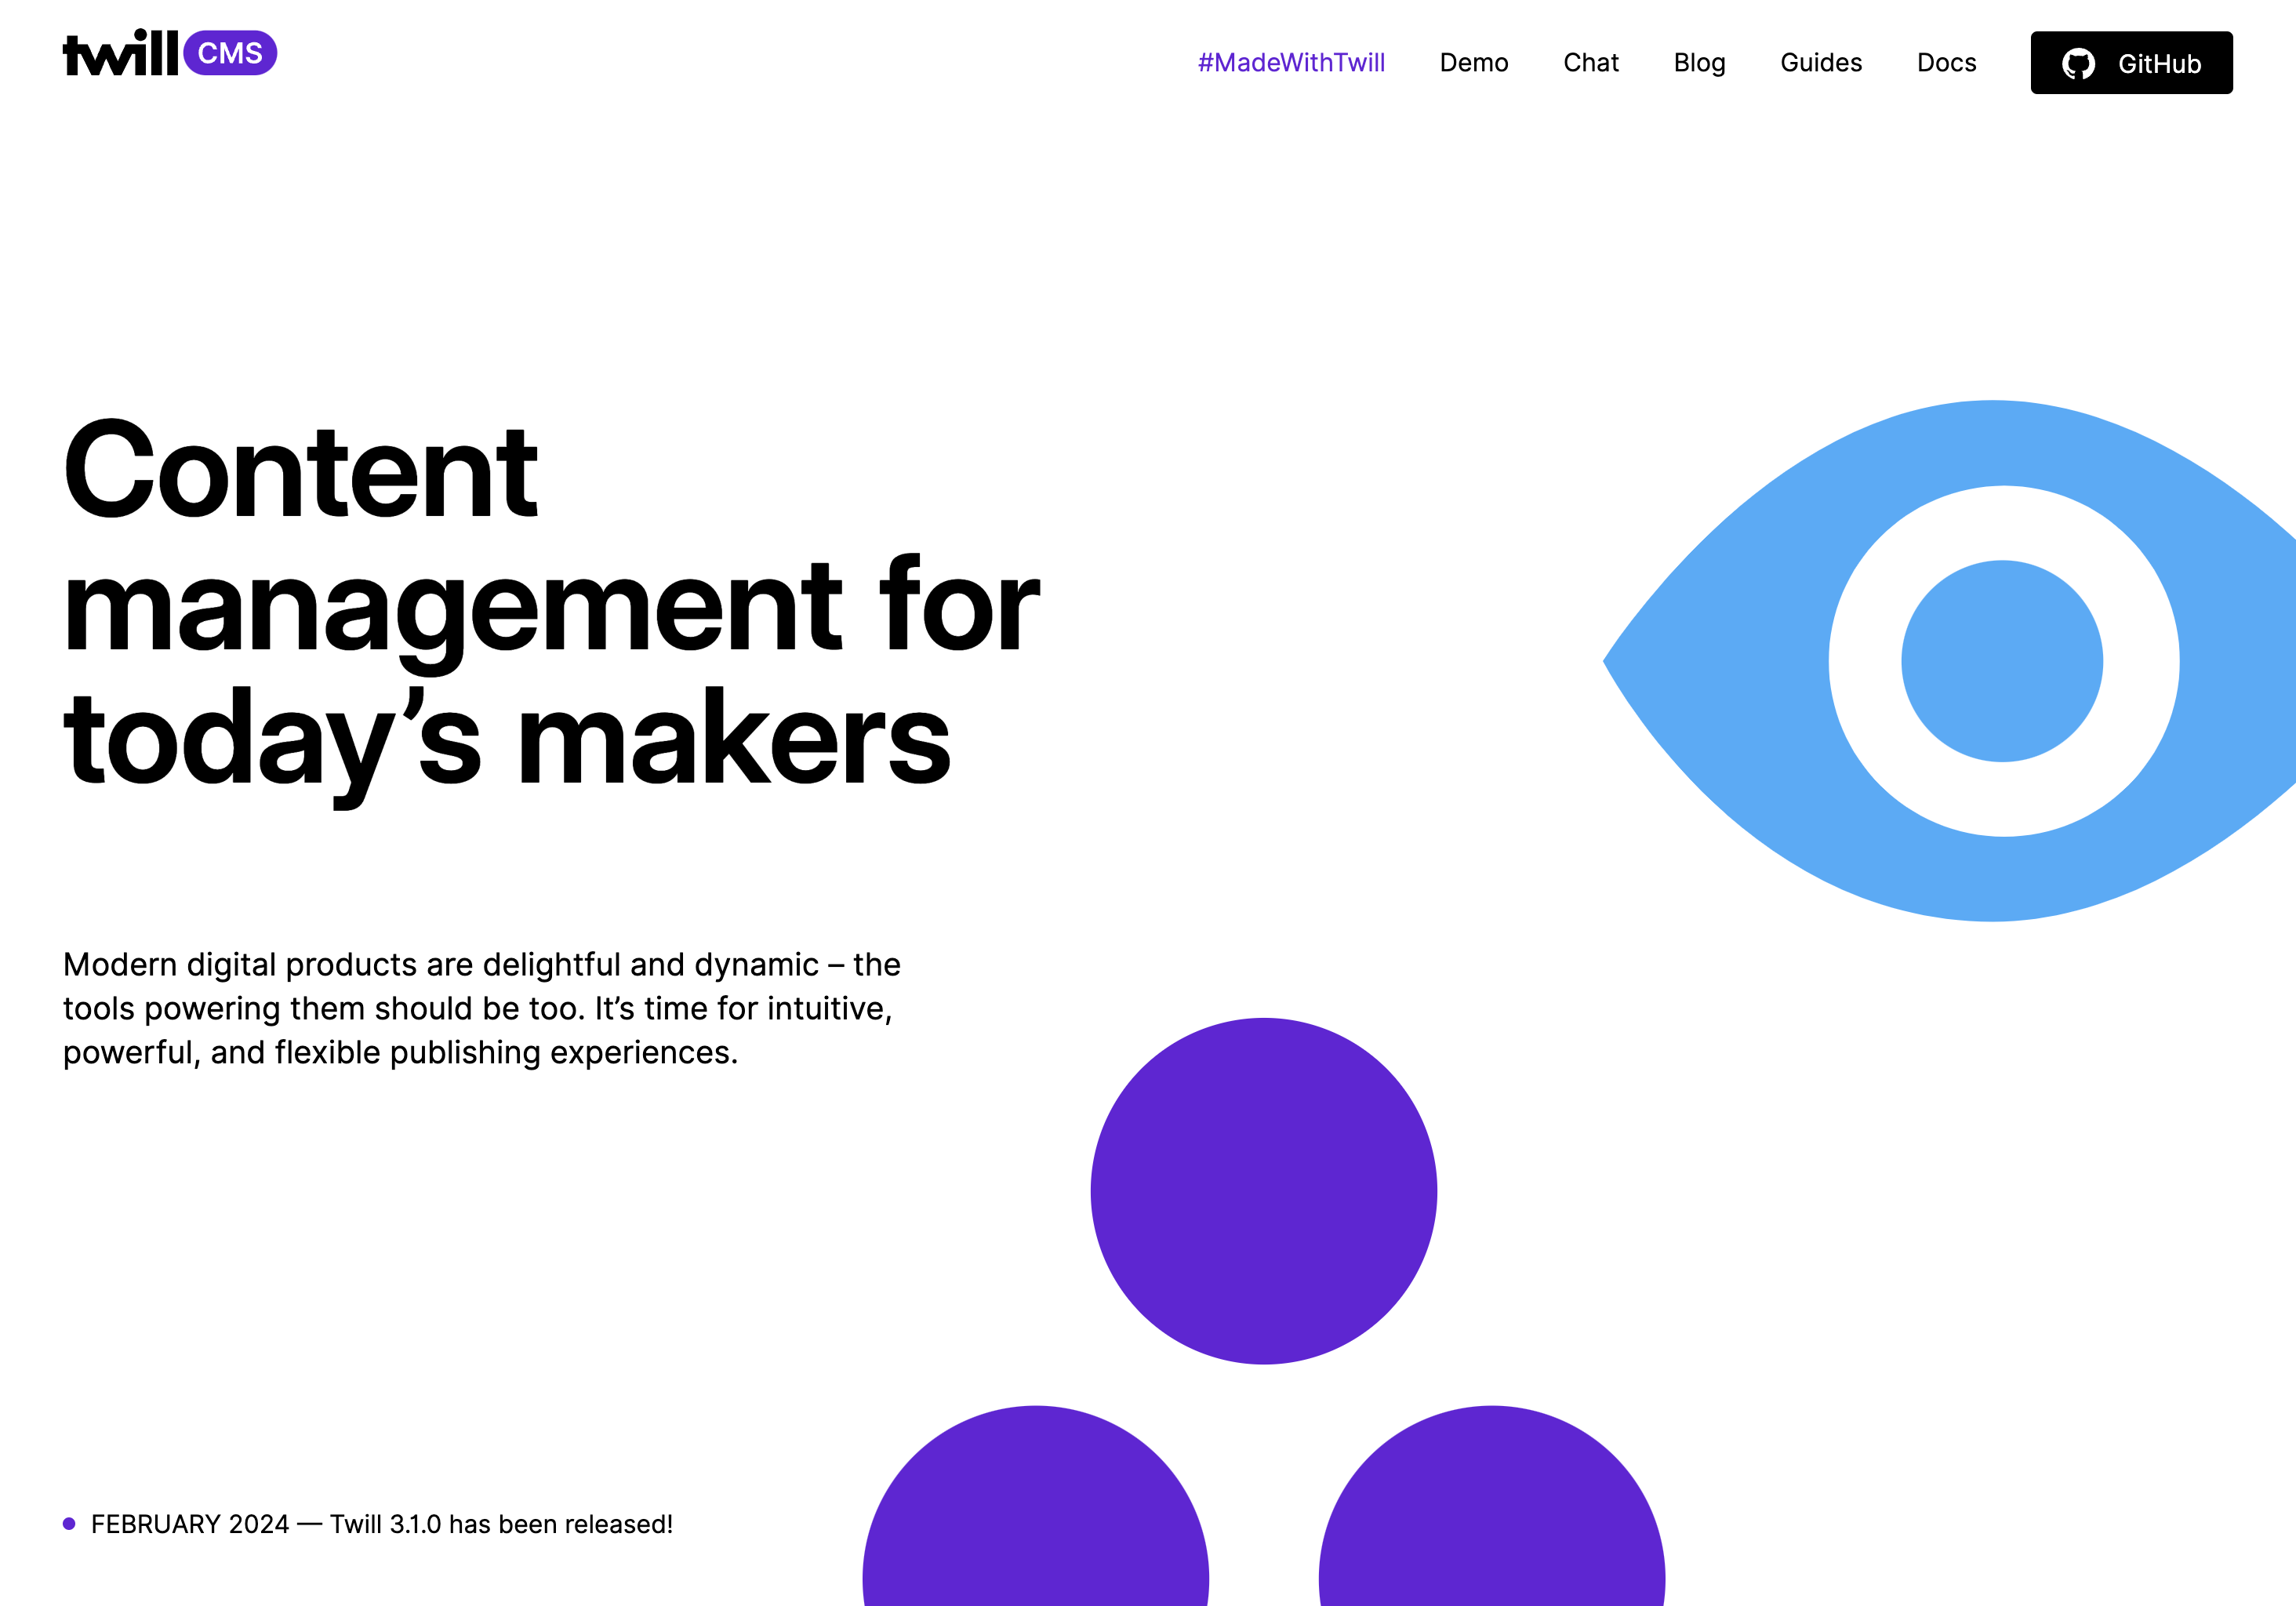 twill CMS
#MadeWithTwill Demo Chat Blog Guides Docs GitHub
Content
management for
today’s makers
Modern digital products are delightful and dynamic – the
tools powering them should be too. It’s time for intuitive,
powerful, and flexible publishing experiences.
FEBRUARY 2024 — Twill 3.1.0 has been released!